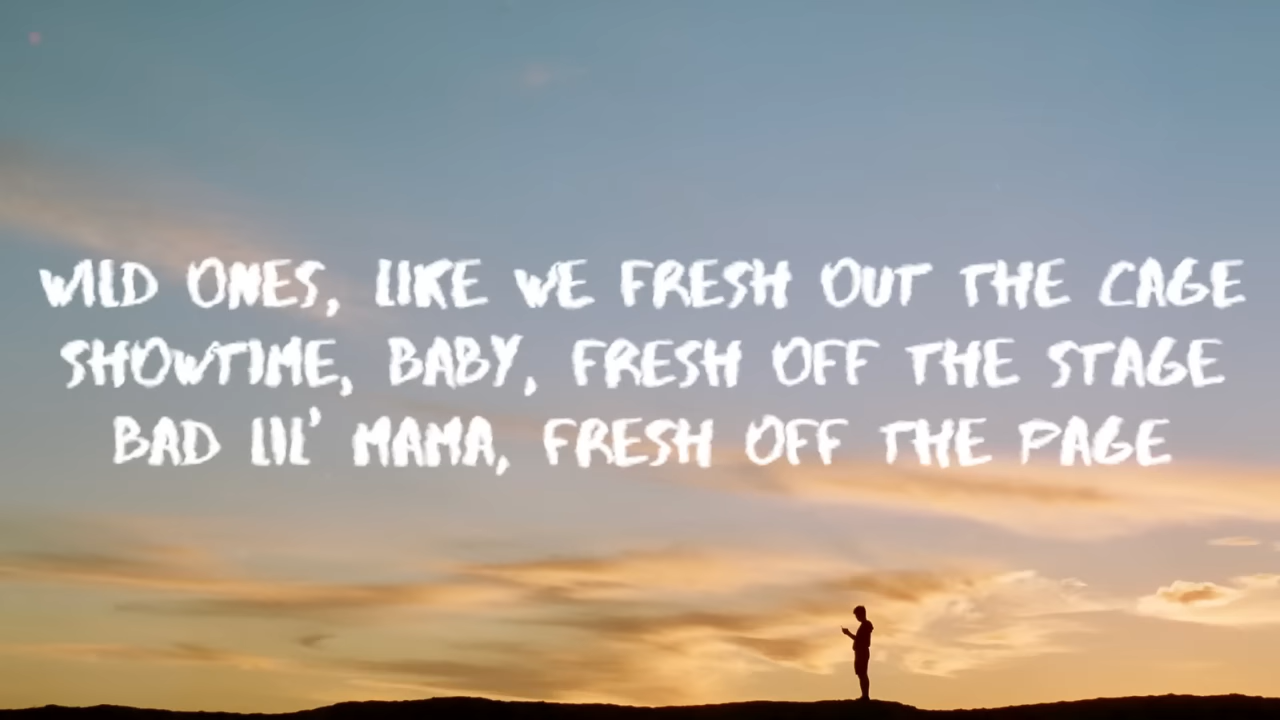 WILD ONES, LIKE WE FRESH OUT THE CAGE
SHOWTIME, BABY, FRESH OFF THE STAGE
BAD LIL' MAMA, FRESH OFF THE PAGE